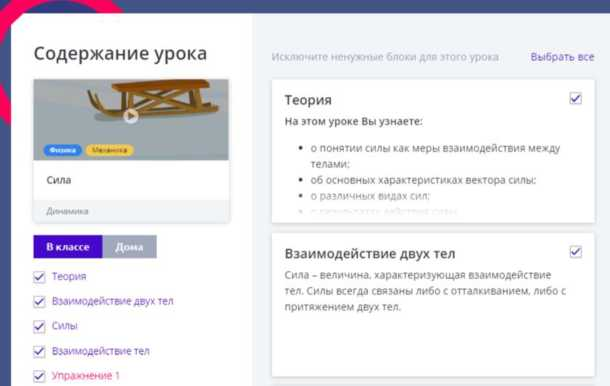 Содержание урока
Физика
Механика
Сила
Динамика
В классе
Дома
Теория
Взаимодействие двух тел
Силы
Взаимодействие тел
Упражнение 1
Исключите ненужные блоки для этого урока
Выбрать все
Теория
На этом уроке Вы узнаете:
о понятии силы как меры взаимодействия между
телами;
об основных характеристиках вектора силы;
о различных видах сил;
о результатах действия силы
Взаимодействие двух тел
Сила – величина, характеризующая взаимодействие
тел. Силы всегда связаны либо с отталкиванием, либо с
притяжением двух тел.